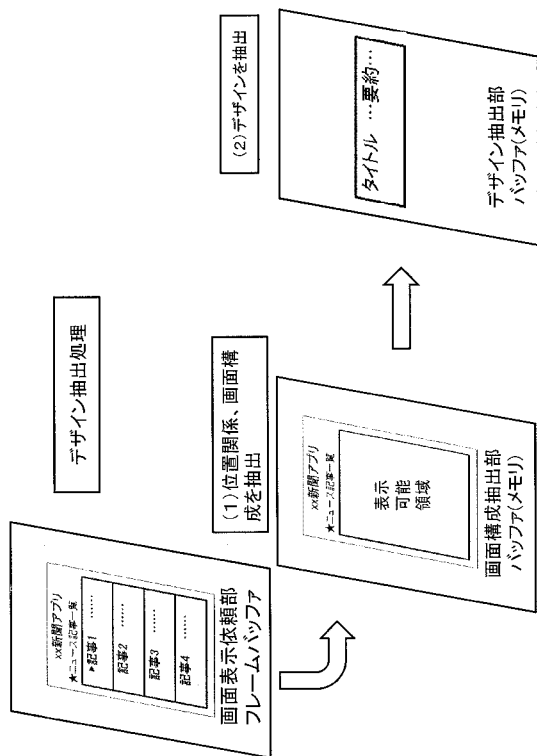 デザイン抽出処理
xx新聞アプリ
★ニュース記事一覧
▶記事1 ……
記事2 ……
記事3 ……
記事4 ……
画面表示依頼部
フレームバッファ
(1)位置関係、画面構
成を抽出
xx新聞アプリ
★ニュース記事一覧
表示
可能
領域
画面構成抽出部
バッファ(メモリ)
(2)デザインを抽出
タイトル …要約…
デザイン抽出部
バッファ(メモリ)